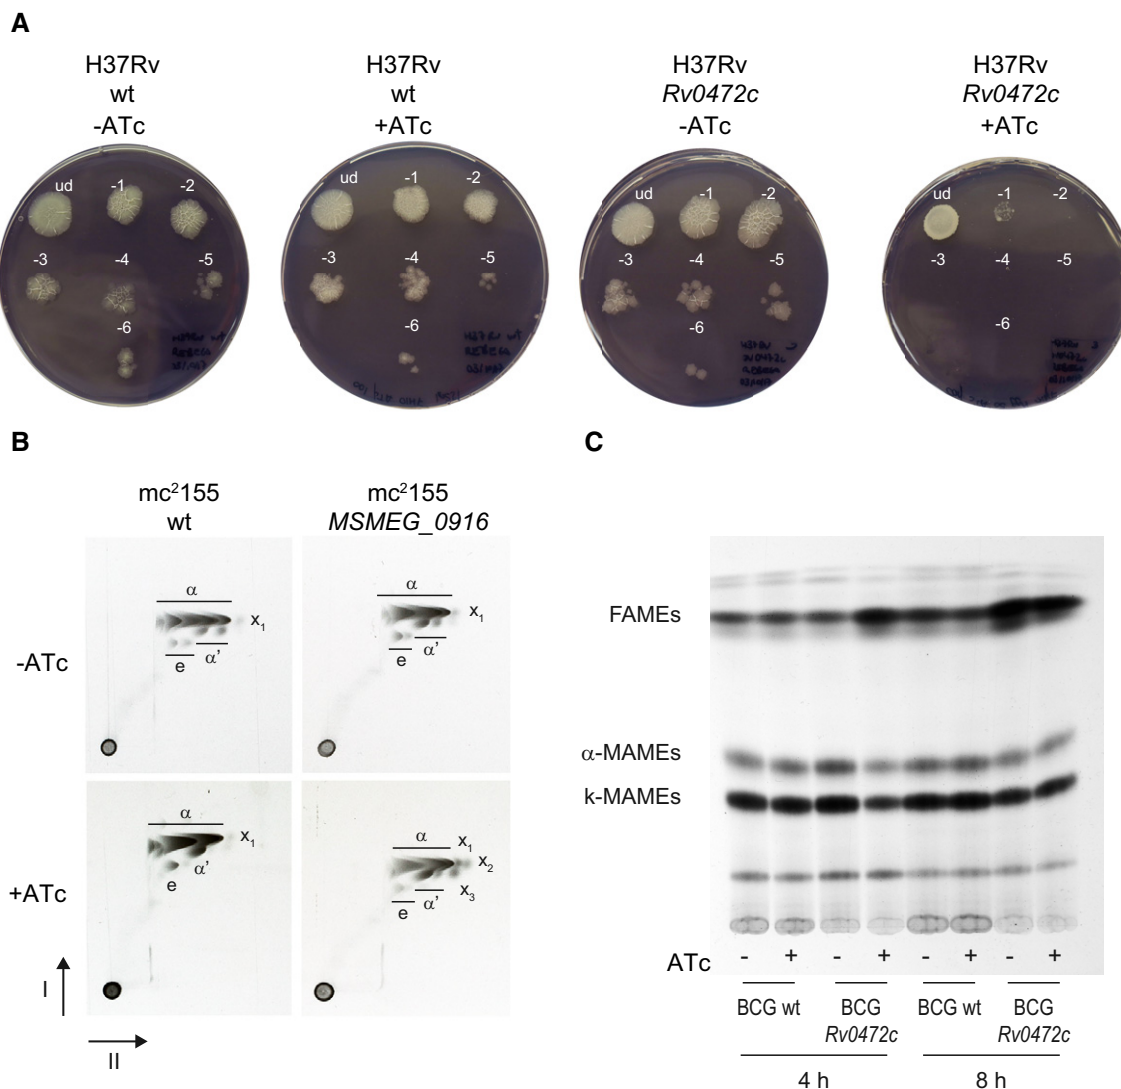 A
H37Rv
wt
-ATc
H37Rv
wt
+ATc
H37Rv
Rv0472c
-ATc
H37Rv
Rv0472c
+ATc
ud -1 -2
-3 -4 -5
-6
ud -1 -2
-3 -4 -5
-6
ud -1 -2
-3 -4 -5
-6
ud -1 -2
-3 -4 -5
-6
B
mc²155
wt
mc²155
MSMEG_0916
-ATc
α
x₁
e α’
α
x₁
e α’
+ATc
α
x₁
α’
e
α
x₁
x₂
x₃
e α’
I
II
C
FAMEs
α-MAMEs
k-MAMEs
ATc - + - + - + - +
BCG wt BCG Rv0472c BCG wt BCG Rv0472c
4 h 8 h